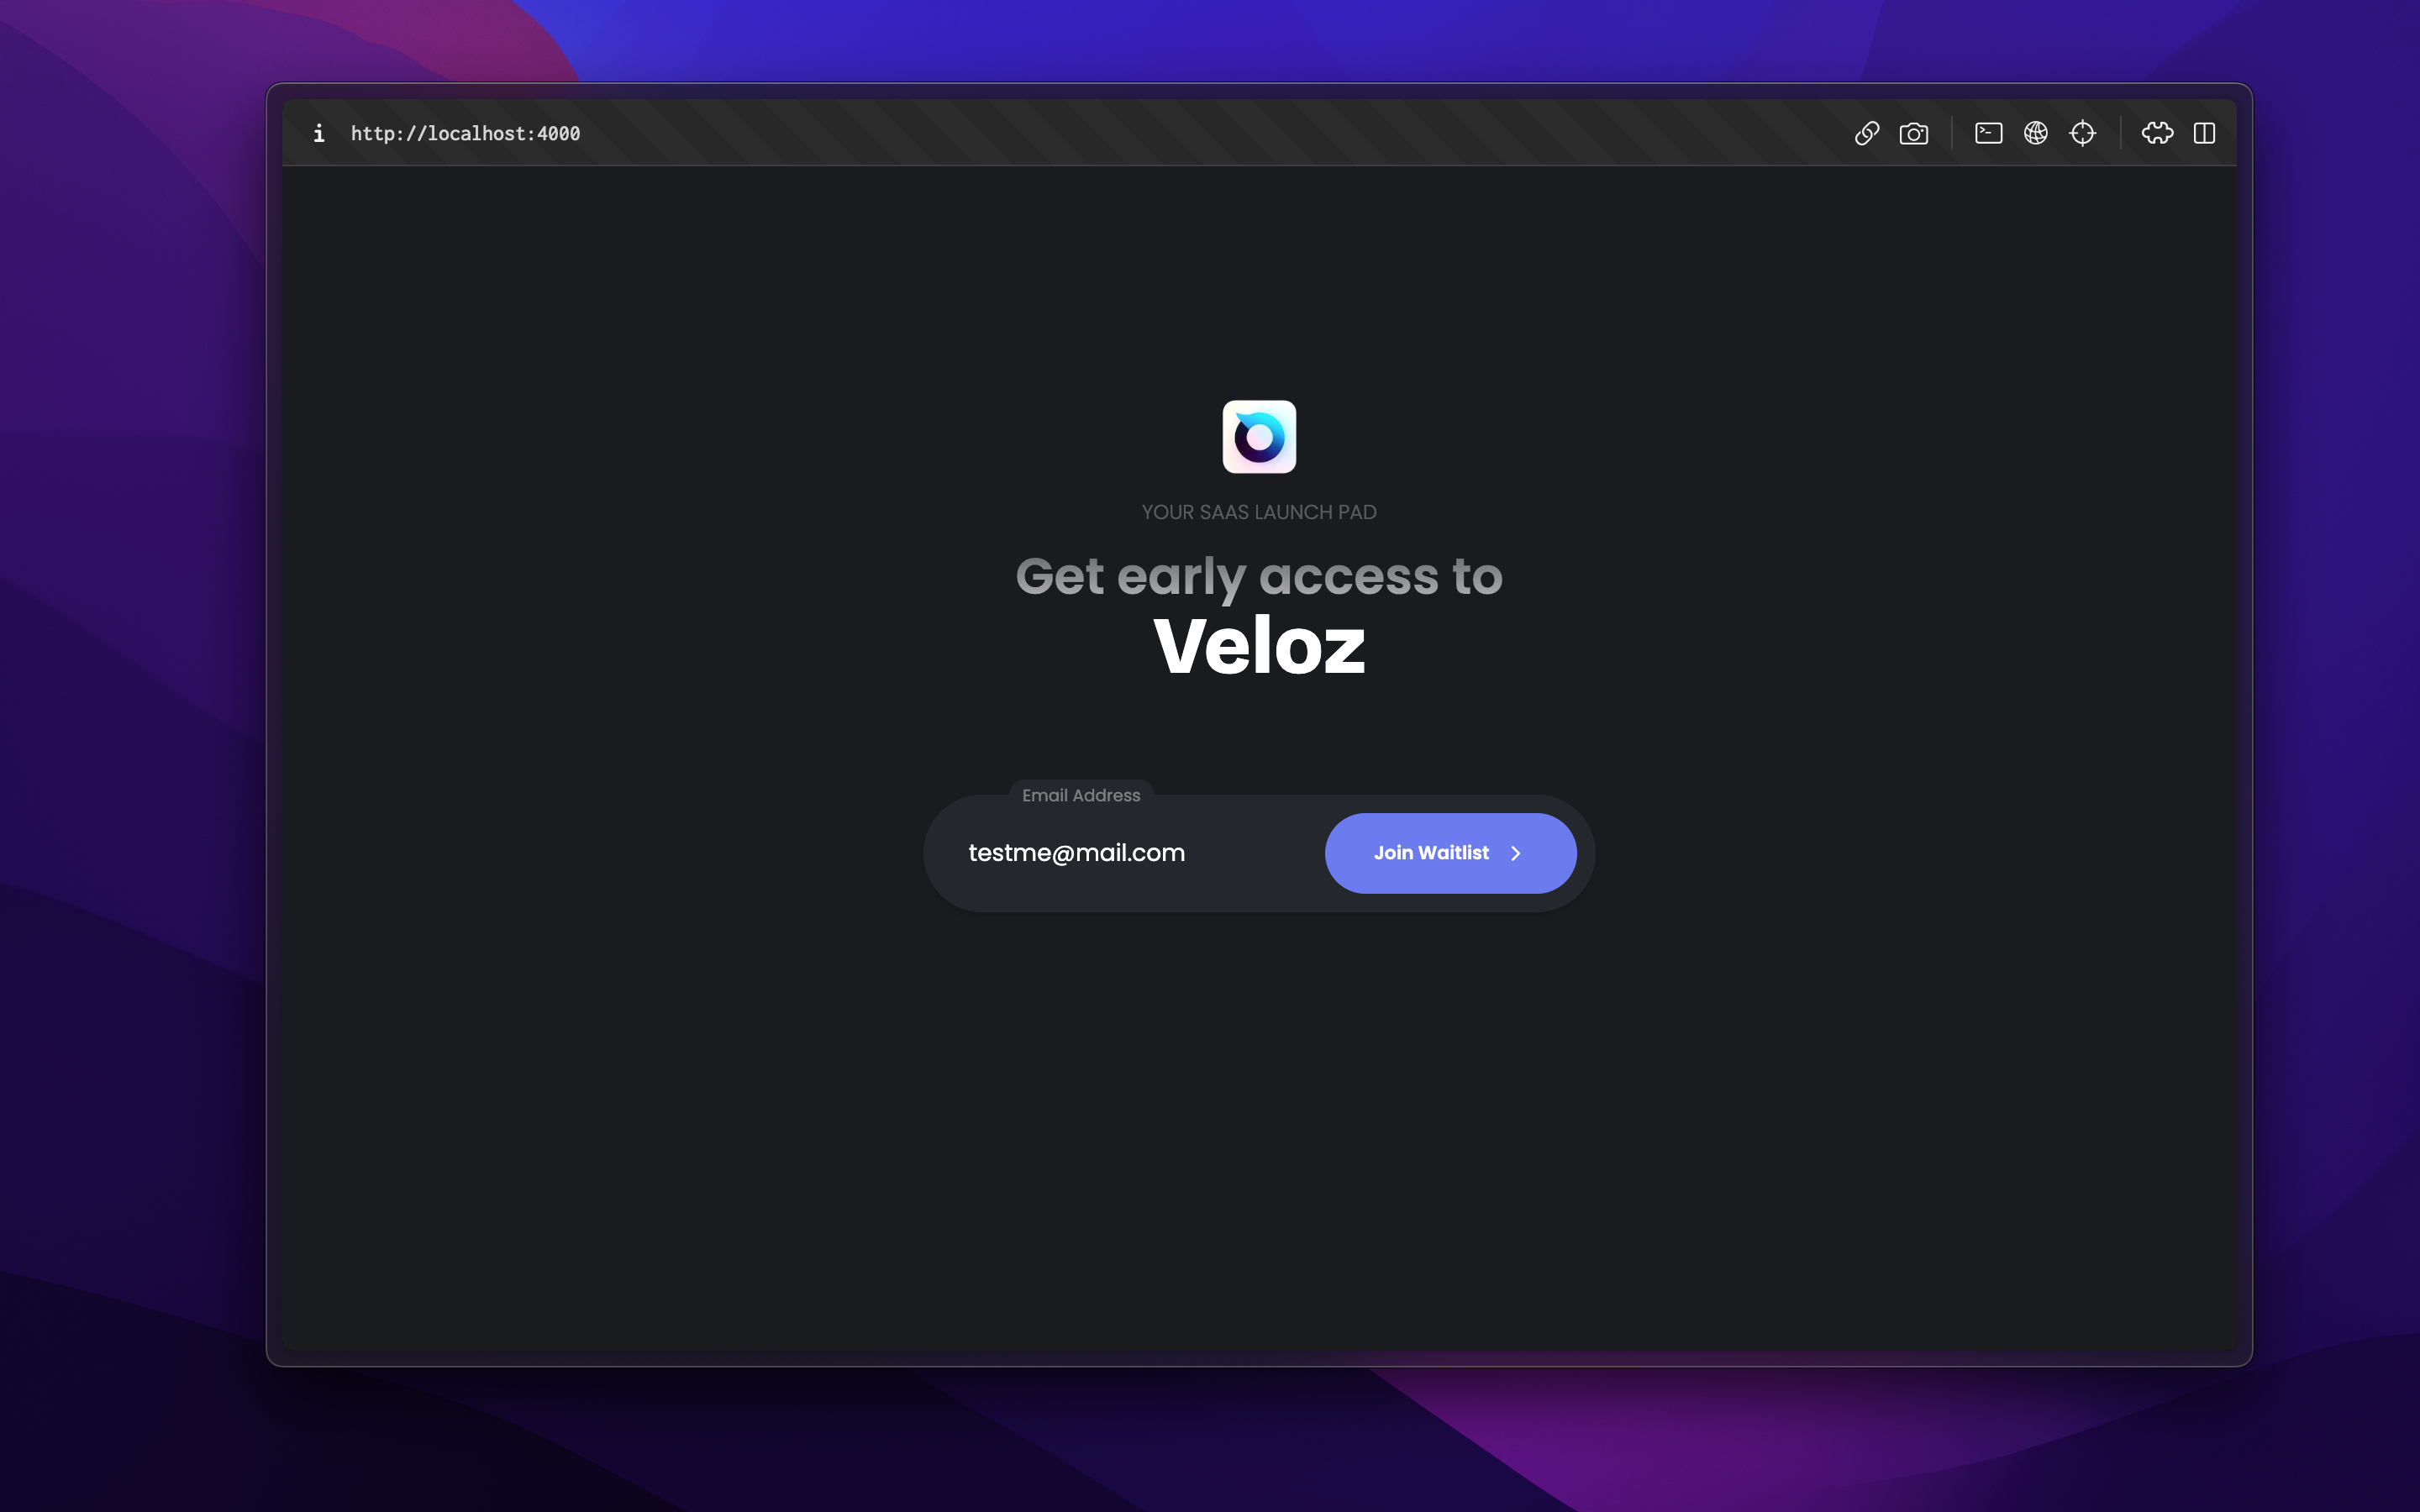 http://localhost:4000
YOUR SAAS LAUNCH PAD
Get early access to
Veloz
Email Address
testme@mail.com
Join Waitlist